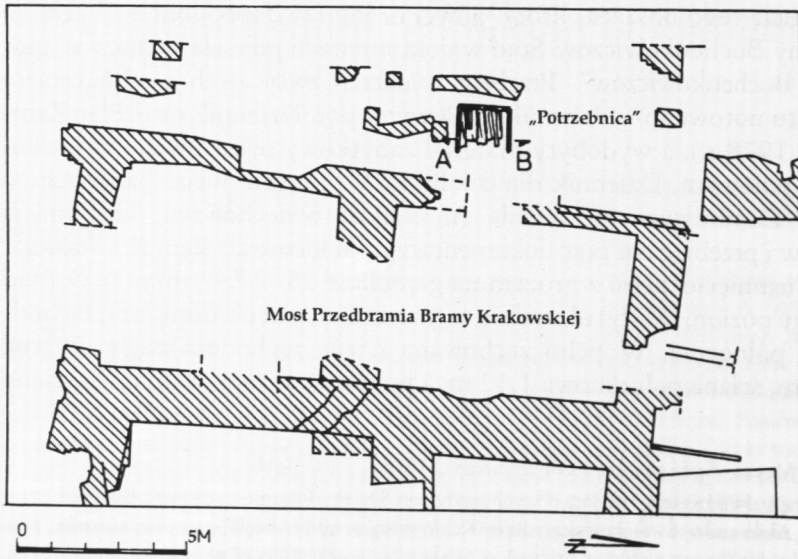 „Potrzebnica"
A B
Most Przedbramia Bramy Krakowskiej
0 5M
N